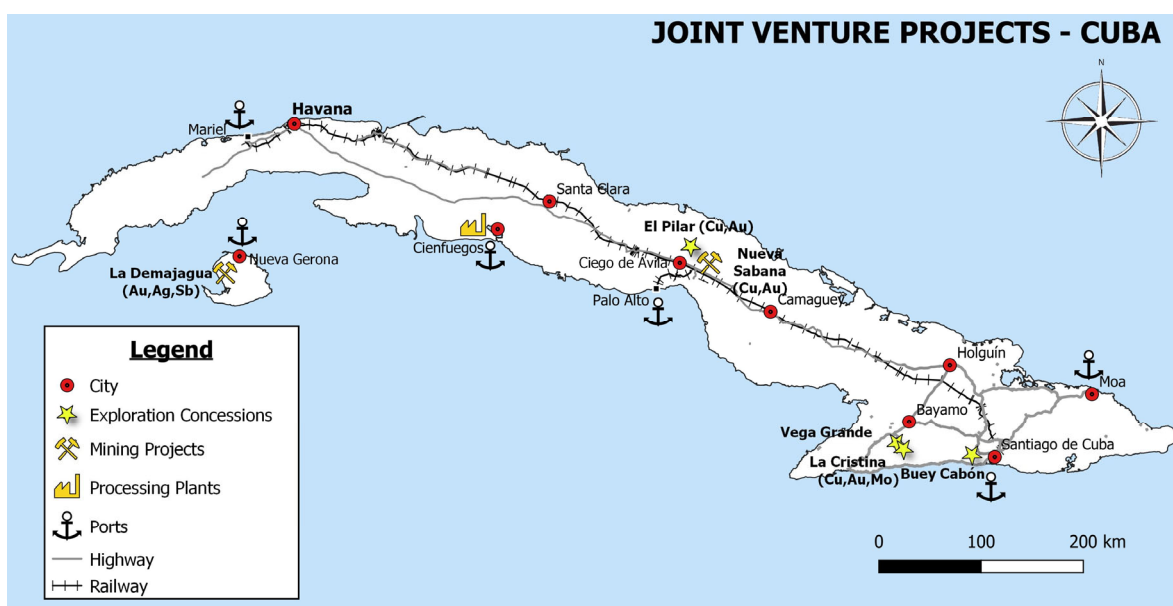 JOINT VENTURE PROJECTS - CUBA
N
Havana
Mariel
Santa Clara
El Pilar (Cu,Au)
Cienfuegos
Nueva Gerona
Ciego de Avila
Nueva
Sabana
(Cu,Au)
La Demajagua
(Au,Ag,Sb)
Palo Alto
Camaguey
Legend
City
Exploration Concessions
Mining Projects
Processing Plants
Ports
Highway
Railway
Holguín
Moa
Bayamo
Vega Grande
Santiago de Cuba
La Cristina
(Cu,Au,Mo)
Buey Cabón
0 100 200 km